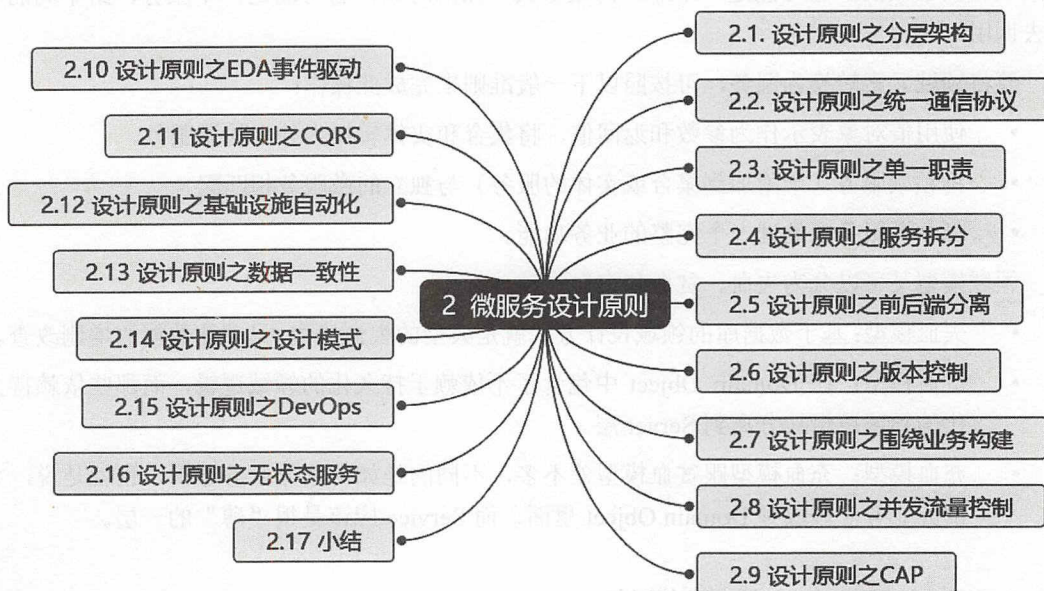 2 微服务设计原则
2.1. 设计原则之分层架构
2.2. 设计原则之统一通信协议
2.3. 设计原则之单一职责
2.4 设计原则之服务拆分
2.5 设计原则之前后端分离
2.6 设计原则之版本控制
2.7 设计原则之围绕业务构建
2.8 设计原则之并发流量控制
2.9 设计原则之CAP
2.10 设计原则之EDA事件驱动
2.11 设计原则之CQRS
2.12 设计原则之基础设施自动化
2.13 设计原则之数据一致性
2.14 设计原则之设计模式
2.15 设计原则之DevOps
2.16 设计原则之无状态服务
2.17 小结